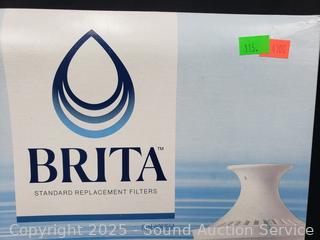 BRITA™
STANDARD REPLACEMENT FILTERS
Copyright 2025 - Sound Auction Service